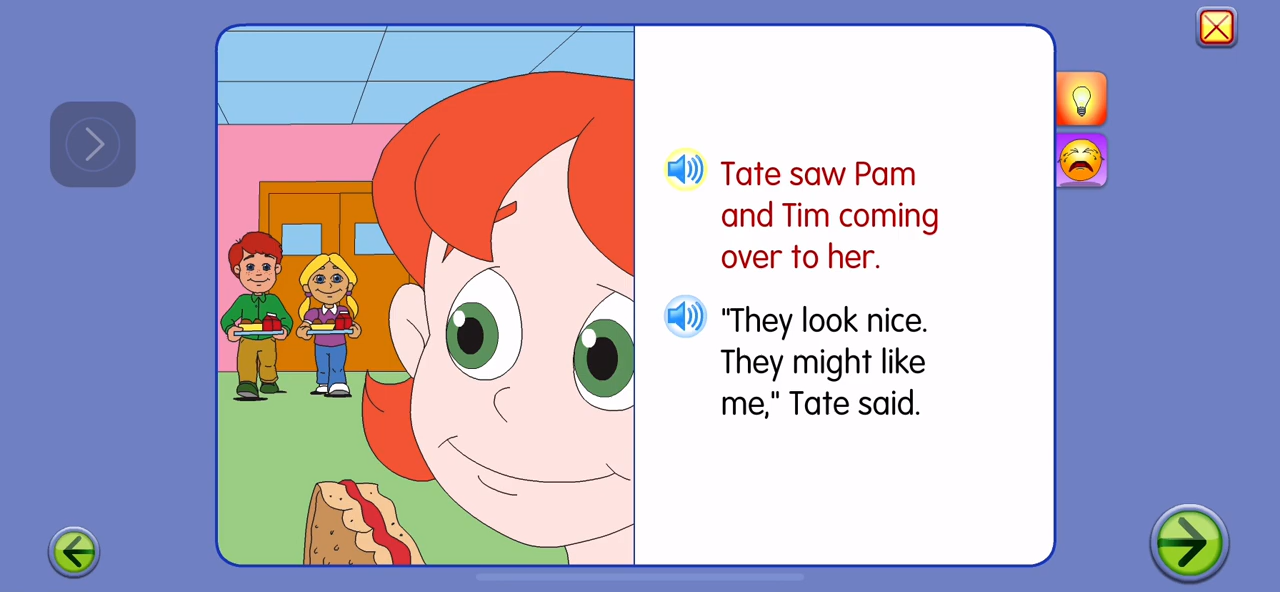 Tate saw Pam
and Tim coming
over to her.
"They look nice.
They might like
me," Tate said.